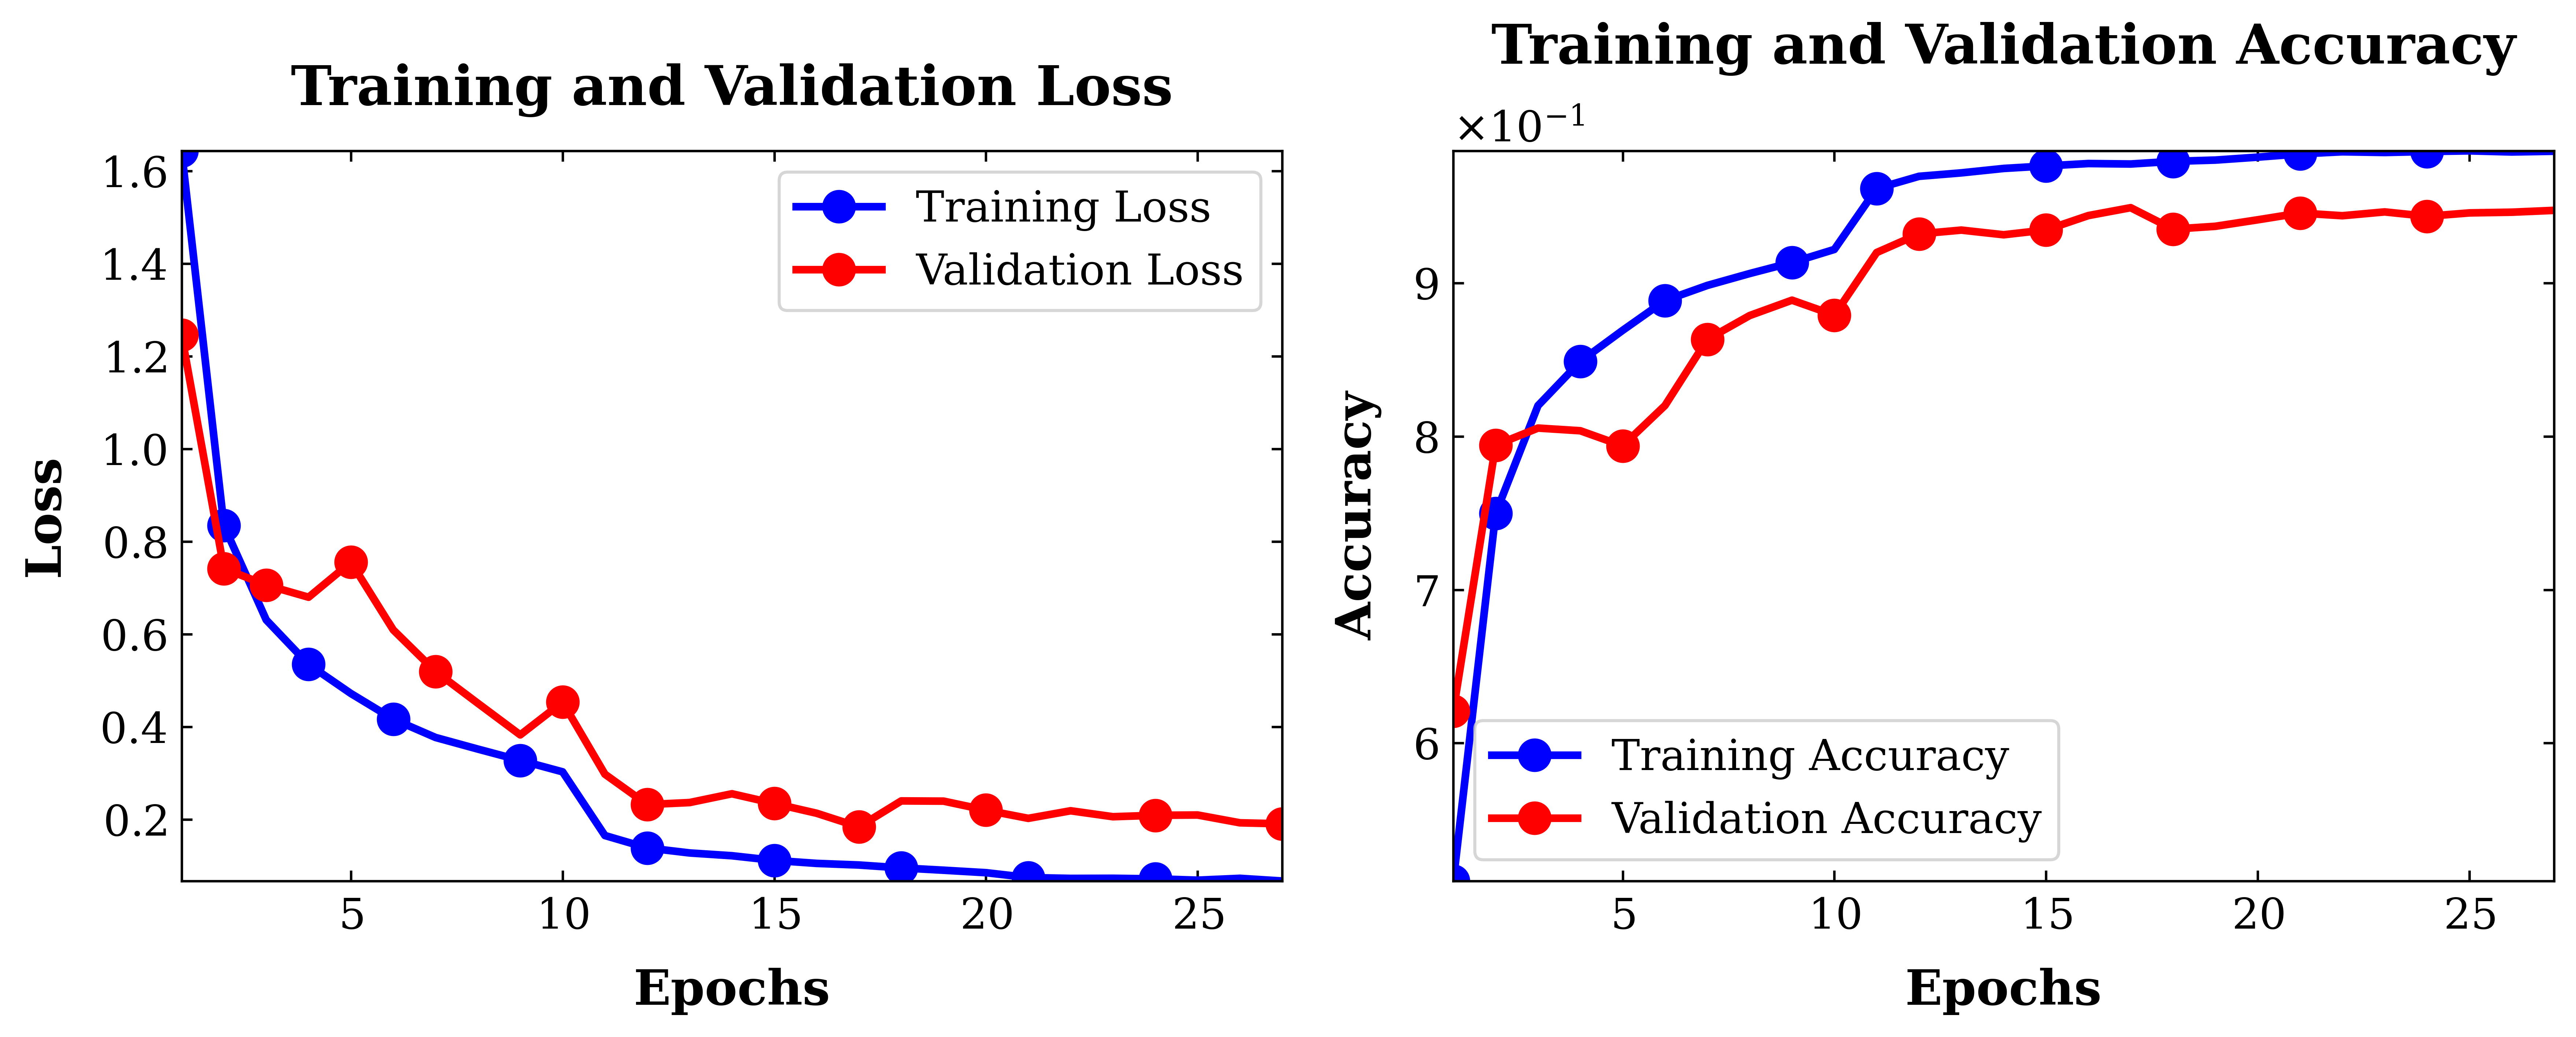 Training and Validation Loss
1.6
1.4
1.2
1.0
0.8
0.6
0.4
0.2
Loss
Training Loss
Validation Loss
5 10 15 20 25
Epochs
Training and Validation Accuracy
×10⁻¹
9
8
7
6
Accuracy
Training Accuracy
Validation Accuracy
5 10 15 20 25
Epochs